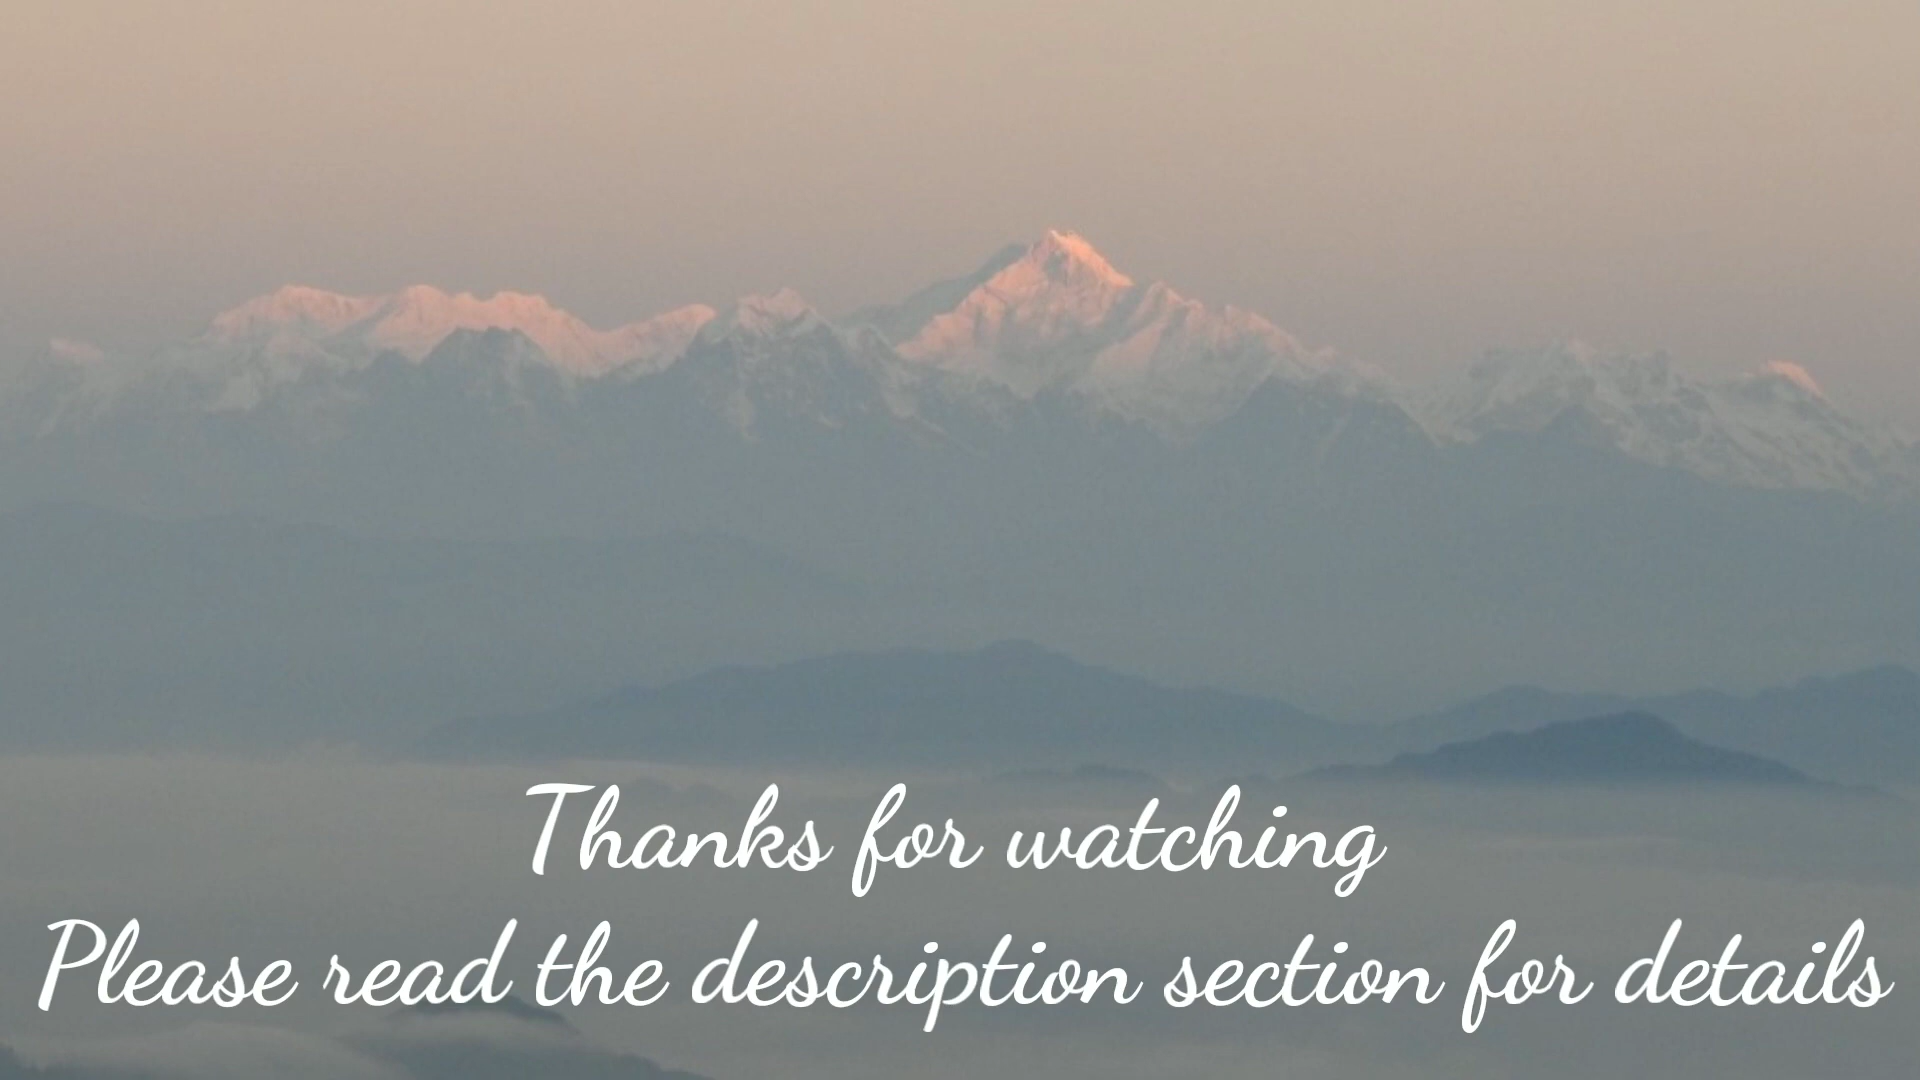 Thanks for watching
Please read the description section for details